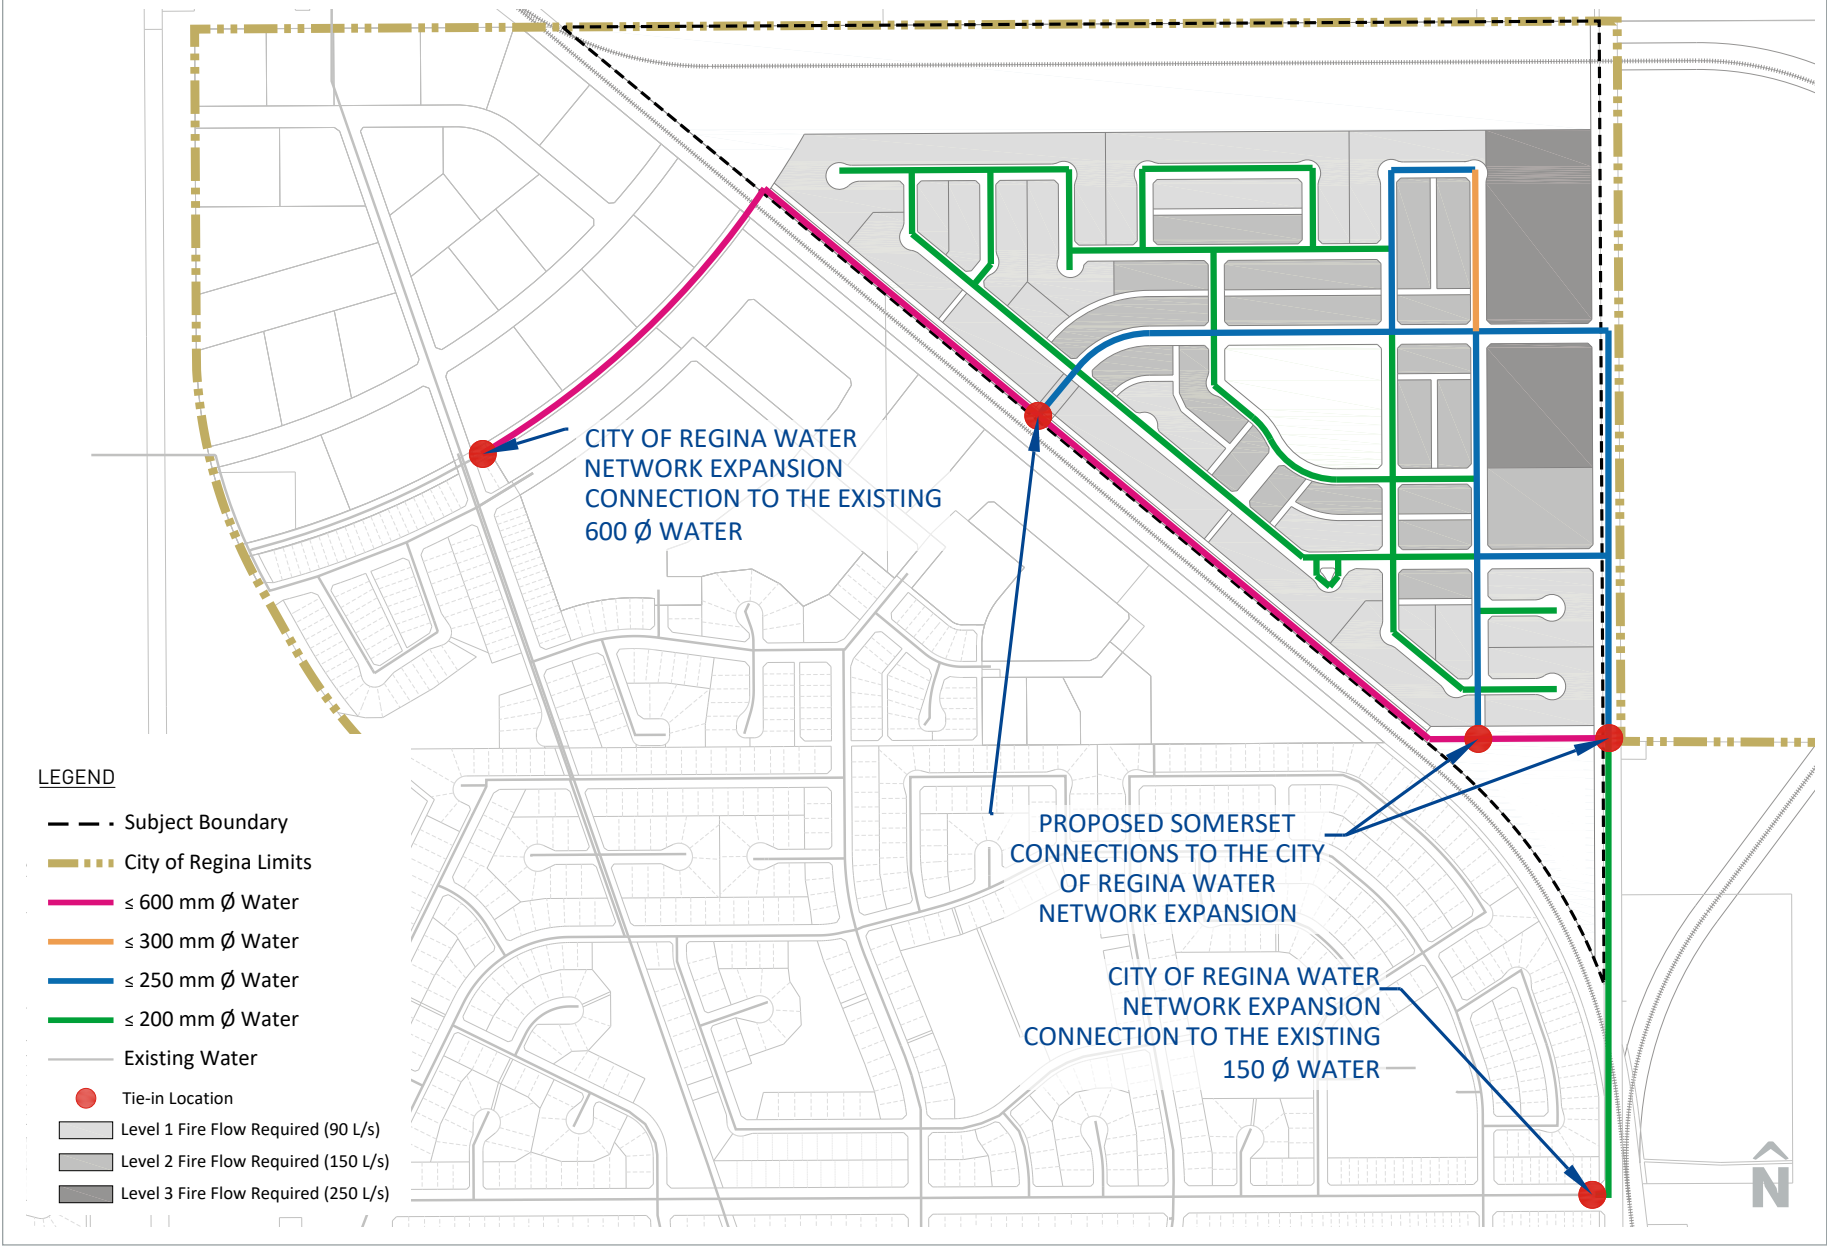 CITY OF REGINA WATER
NETWORK EXPANSION
CONNECTION TO THE EXISTING
600 Ø WATER
PROPOSED SOMERSET
CONNECTIONS TO THE CITY
OF REGINA WATER
NETWORK EXPANSION
CITY OF REGINA WATER
NETWORK EXPANSION
CONNECTION TO THE EXISTING
150 Ø WATER
LEGEND
Subject Boundary
City of Regina Limits
≤ 600 mm Ø Water
≤ 300 mm Ø Water
≤ 250 mm Ø Water
≤ 200 mm Ø Water
Existing Water
Tie-in Location
Level 1 Fire Flow Required (90 L/s)
Level 2 Fire Flow Required (150 L/s)
Level 3 Fire Flow Required (250 L/s)
N